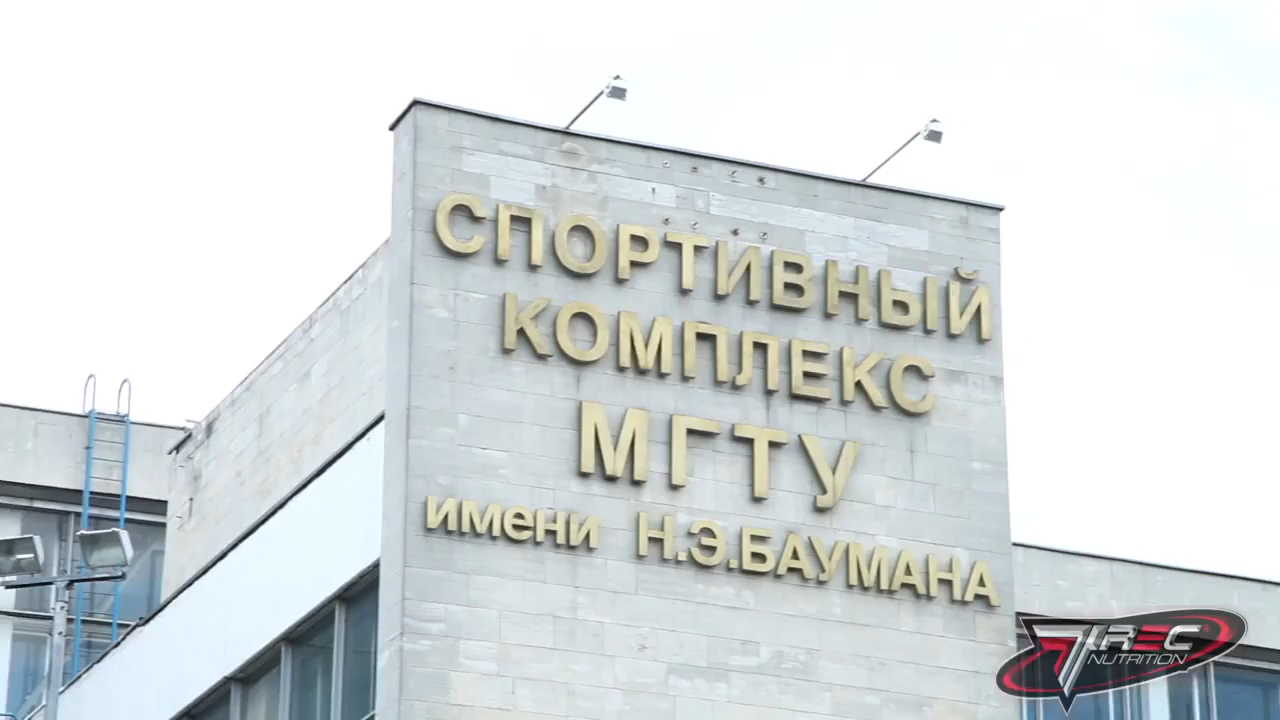 СПОРТИВНЫЙ
КОМПЛЕКС
МГТУ
имени Н.Э.БАУМАНА
TREC
NUTRITION